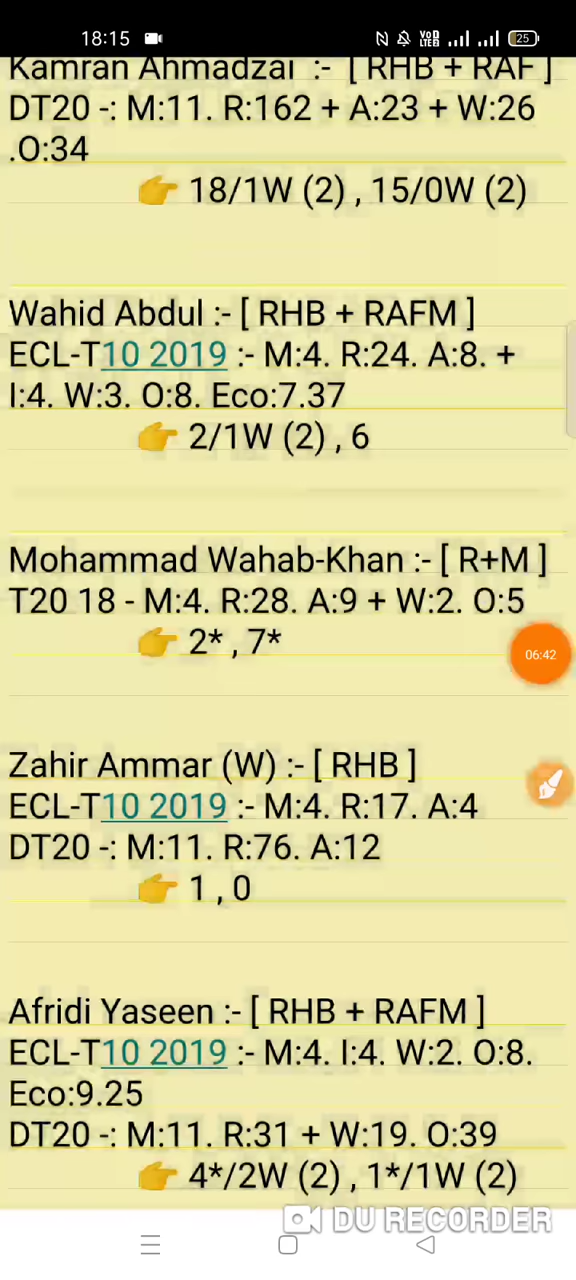 18:15
VoD LTE2
25
Kamran Ahmadzai :- [ RHB + RAF ]
DT20 -: M:11. R:162 + A:23 + W:26
.O:34
👉 18/1W (2) , 15/0W (2)
Wahid Abdul :- [ RHB + RAFM ]
ECL-T10 2019 :- M:4. R:24. A:8. +
I:4. W:3. O:8. Eco:7.37
👉 2/1W (2) , 6
Mohammad Wahab-Khan :- [ R+M ]
T20 18 - M:4. R:28. A:9 + W:2. O:5
👉 2* , 7*
06:42
Zahir Ammar (W) :- [ RHB ]
ECL-T10 2019 :- M:4. R:17. A:4
DT20 -: M:11. R:76. A:12
👉 1 , 0
Afridi Yaseen :- [ RHB + RAFM ]
ECL-T10 2019 :- M:4. I:4. W:2. O:8.
Eco:9.25
DT20 -: M:11. R:31 + W:19. O:39
👉 4*/2W (2) , 1*/1W (2)
DU RECORDER